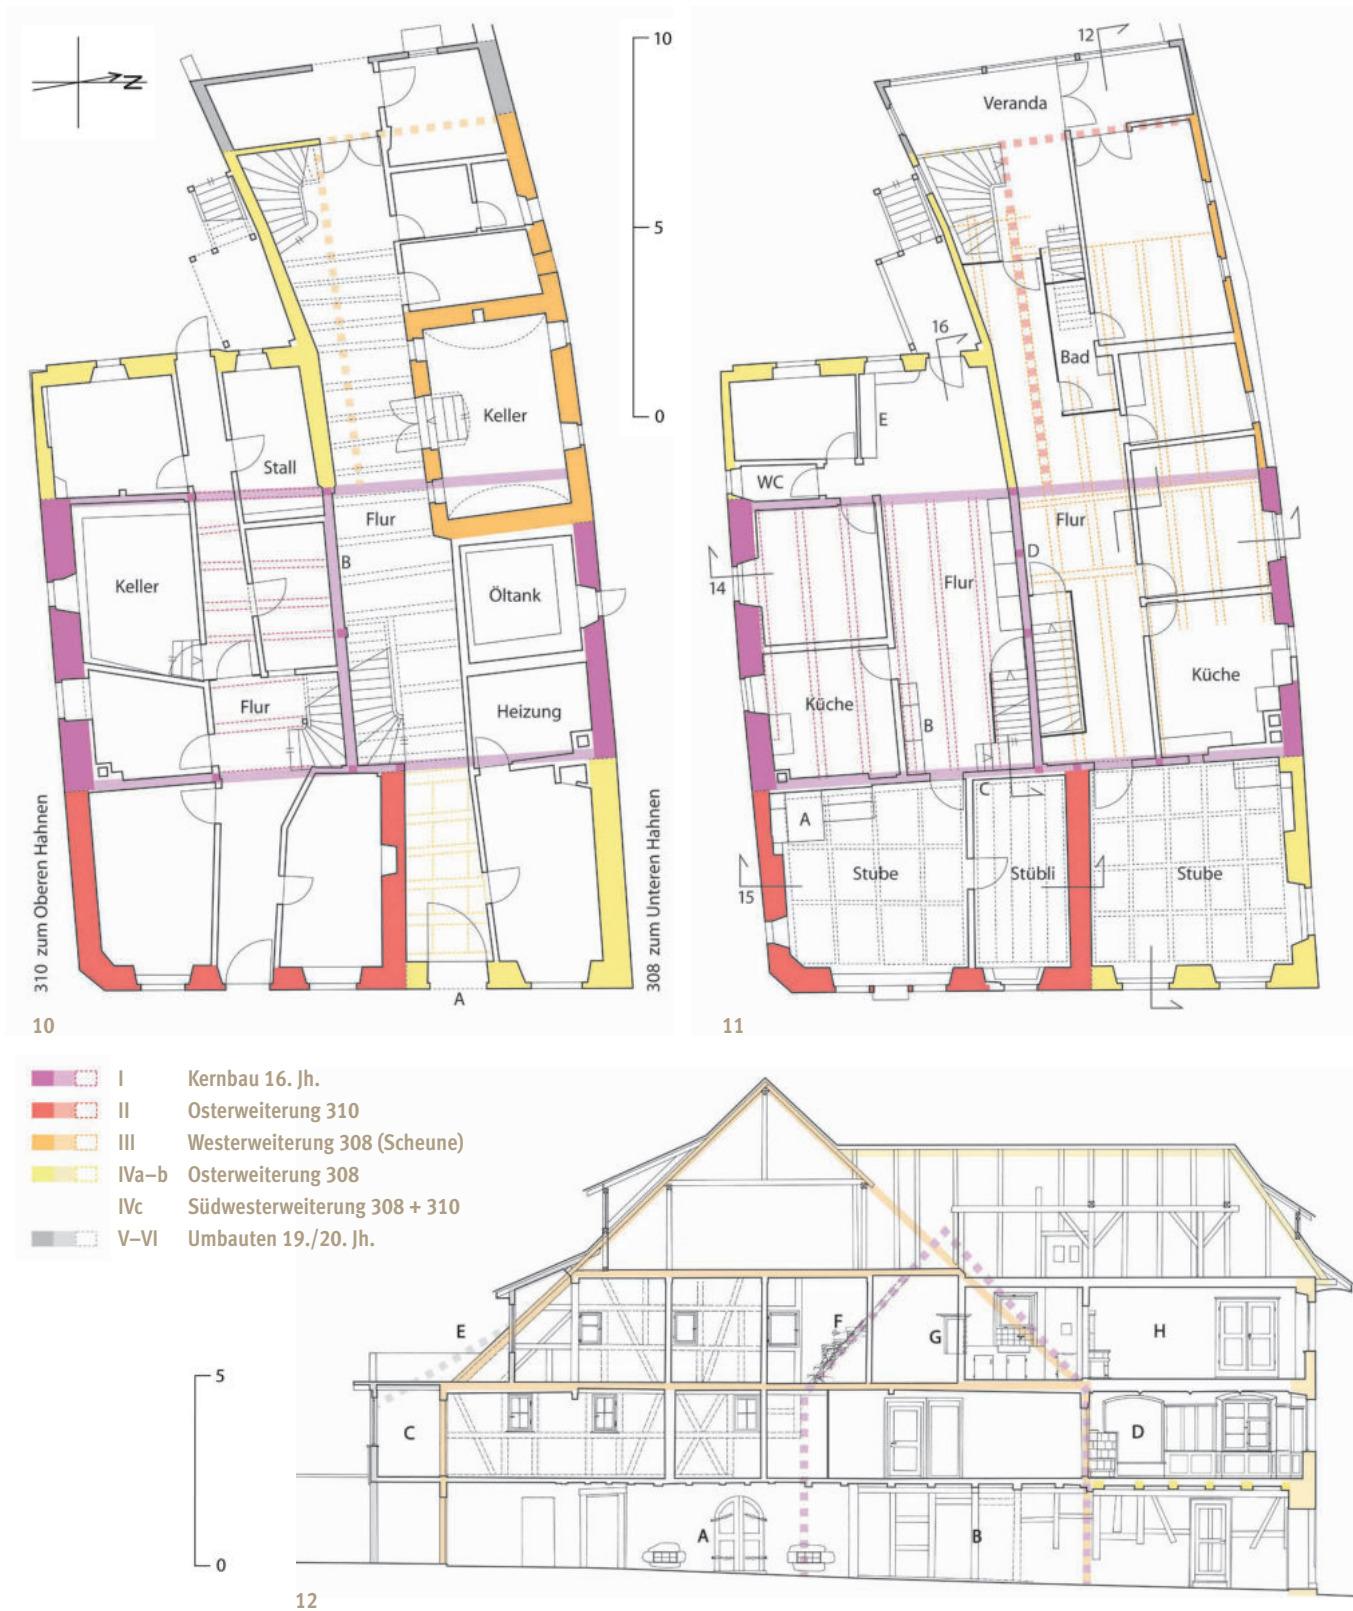 N
10
5
0
Stall
Keller
Flur
B
Keller
Öltank
Flur
Heizung
310 zum Oberen Hahnen
308 zum Unteren Hahnen
A
10
12
Veranda
16
Bad
E
WC
Flur
D
14
Flur
Küche
Küche
B
C
A
Stube
Stübli
Stube
15
11
I Kernbau 16. Jh.
II Osterweiterung 310
III Westerweiterung 308 (Scheune)
IVa–b Osterweiterung 308
IVc Südwesterweiterung 308 + 310
V–VI Umbauten 19./20. Jh.
E
F
G
H
5
C
D
A
B
0
12